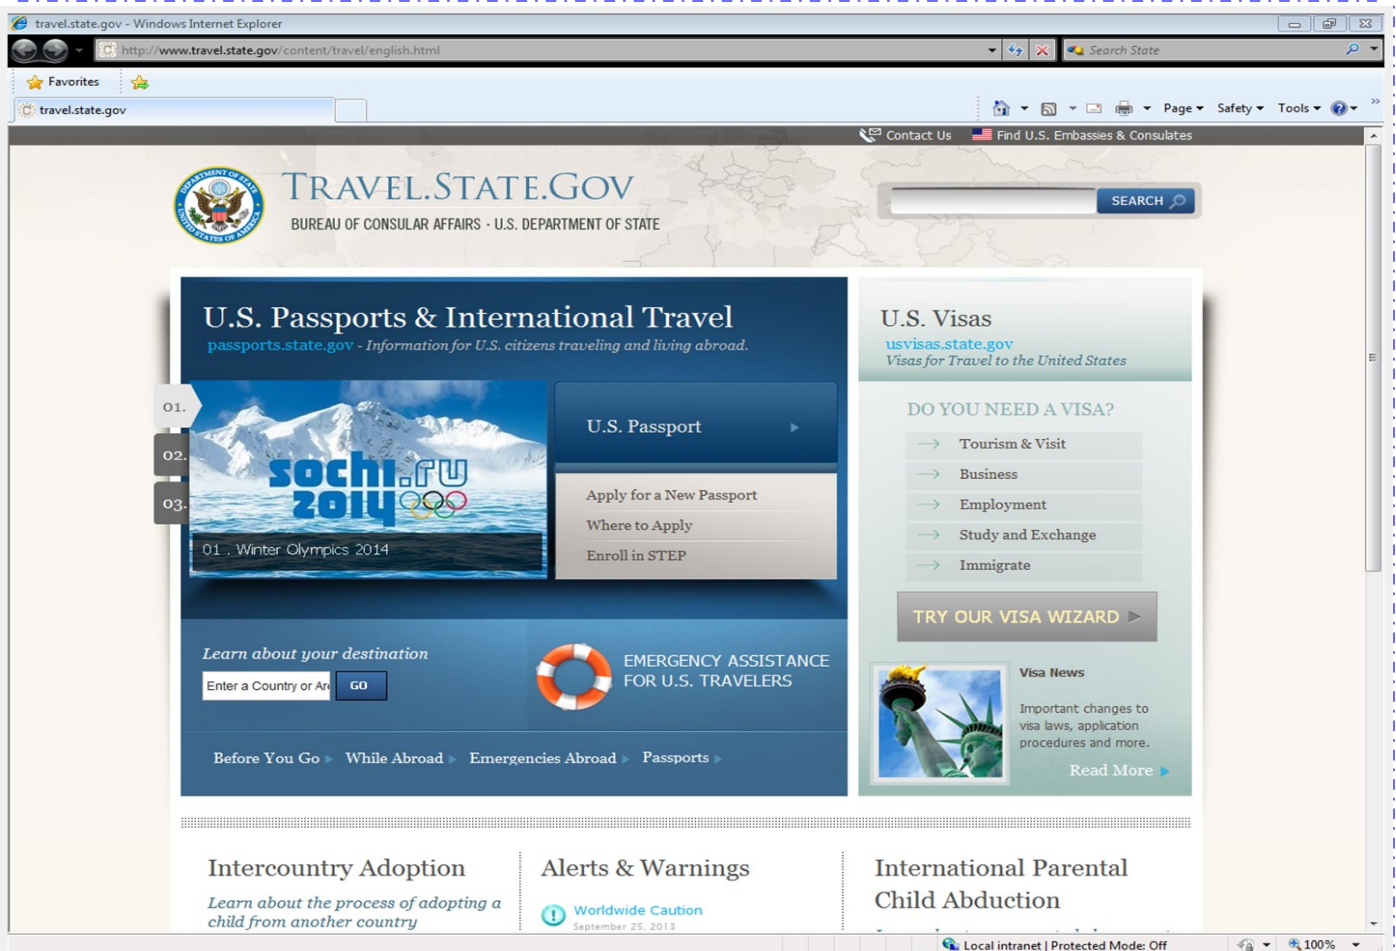 travel.state.gov - Windows Internet Explorer
http://www.travel.state.gov/content/travel/english.html
Search State
Favorites
travel.state.gov
Page Safety Tools
Contact Us Find U.S. Embassies & Consulates
TRAVEL.STATE.GOV
BUREAU OF CONSULAR AFFAIRS · U.S. DEPARTMENT OF STATE
DEPARTMENT OF STATE
UNITED STATES OF AMERICA
SEARCH
U.S. Passports & International Travel
passports.state.gov - Information for U.S. citizens traveling and living abroad.
01.
02.
03.
sochi.ru
2014
01 . Winter Olympics 2014
U.S. Passport
Apply for a New Passport
Where to Apply
Enroll in STEP
Learn about your destination
Enter a Country or Are
GO
EMERGENCY ASSISTANCE
FOR U.S. TRAVELERS
Before You Go While Abroad Emergencies Abroad Passports
U.S. Visas
usvisas.state.gov
Visas for Travel to the United States
DO YOU NEED A VISA?
Tourism & Visit
Business
Employment
Study and Exchange
Immigrate
TRY OUR VISA WIZARD
Visa News
Important changes to
visa laws, application
procedures and more.
Read More
Intercountry Adoption
Learn about the process of adopting a
child from another country
Alerts & Warnings
Worldwide Caution
September 25, 2013
International Parental
Child Abduction
Local intranet | Protected Mode: Off
100%